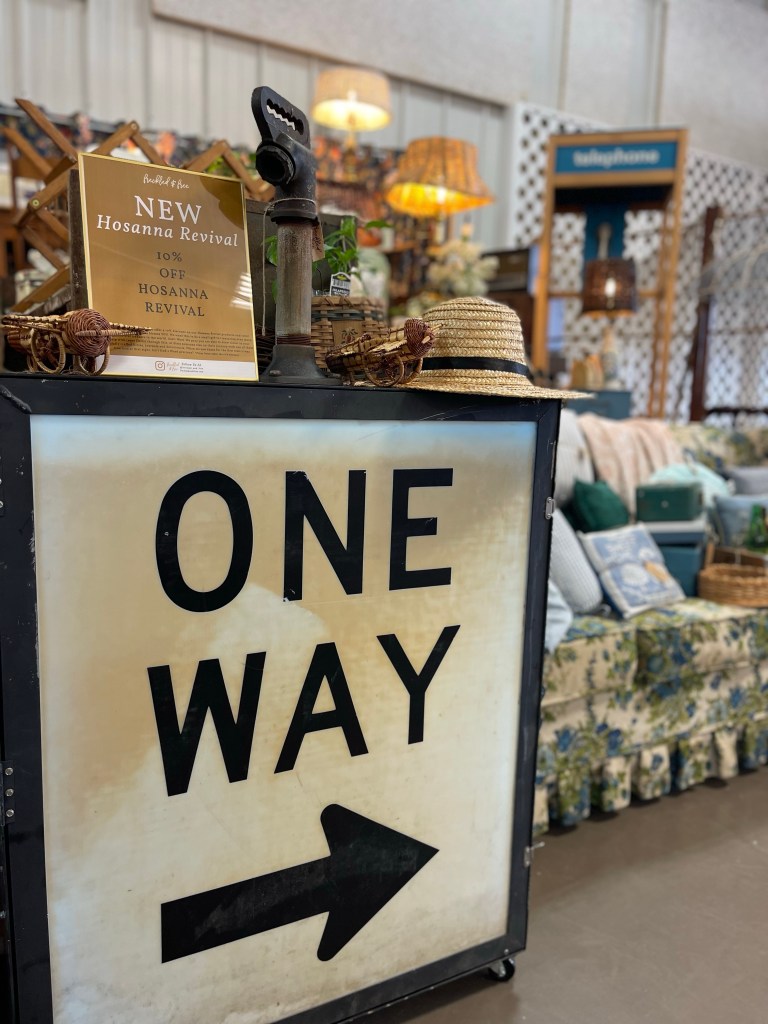 Freckled & Free
NEW
Hosanna Revival
10%
OFF
HOSANNA
REVIVAL
telephone
ONE
WAY